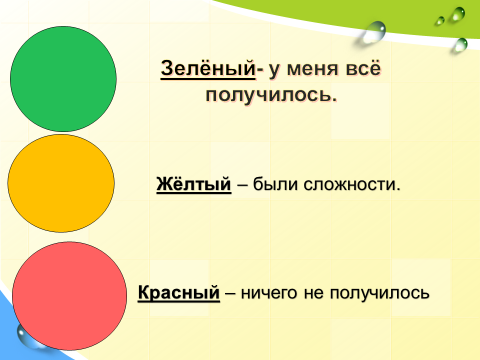 Зелёный- у меня всё
получилось.
Жёлтый – были сложности.
Красный – ничего не получилось